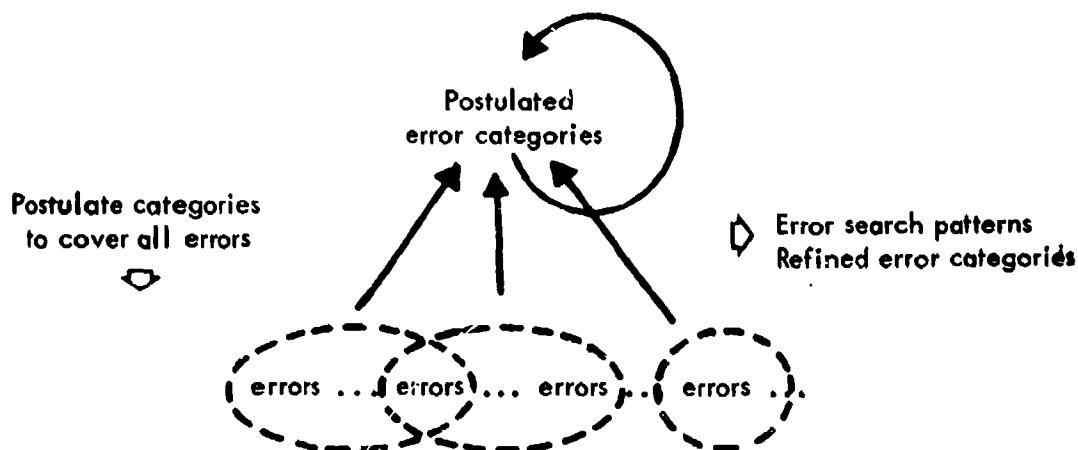 Postulated
error categories
Postulate categories
to cover all errors
Error search patterns
Refined error categories
errors ... errors ... errors ... errors ...